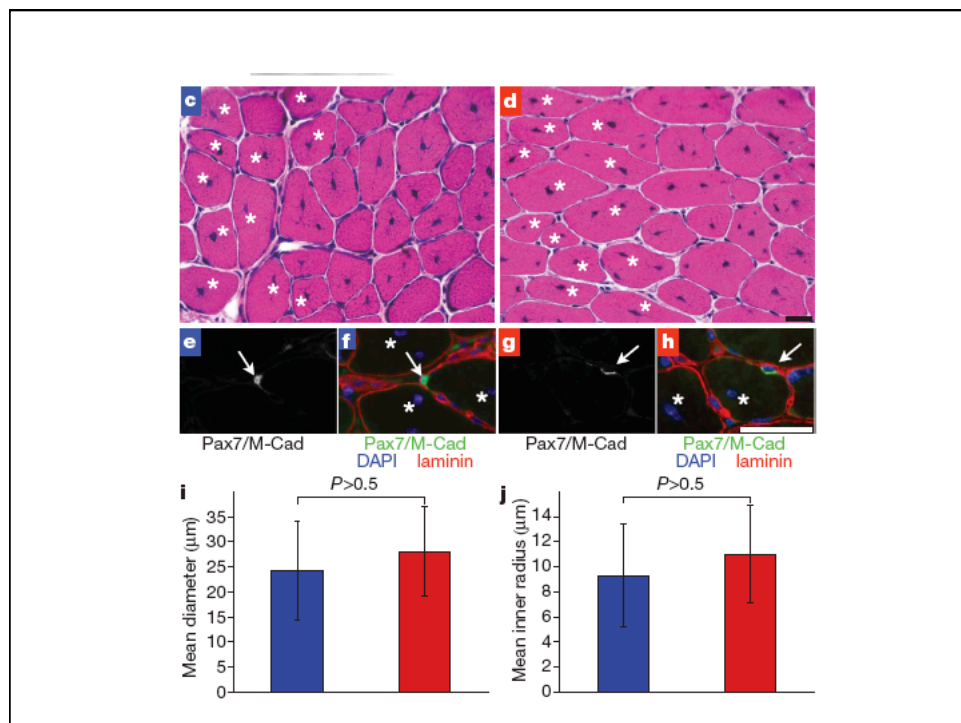 c
d
e
f
g
h
Pax7/M-Cad
Pax7/M-Cad
DAPI laminin
Pax7/M-Cad
Pax7/M-Cad
DAPI laminin
i
P>0.5
Mean diameter (μm)
35
30
25
20
15
10
5
0
j
P>0.5
Mean inner radius (μm)
14
12
10
8
6
4
2
0